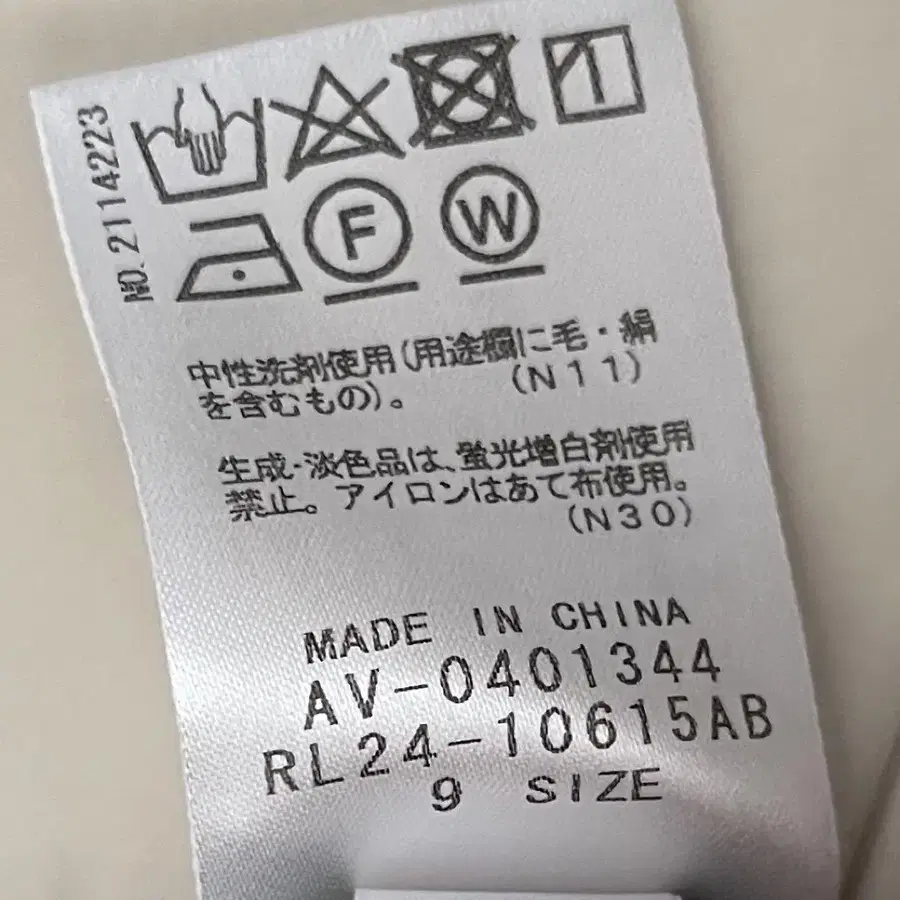 NO.2114223
F
W
中性洗剤使用(用途欄に毛・絹
を含むもの)。 (N11)
生成・淡色品は、蛍光増白剤使用
禁止。アイロンはあて布使用。
(N30)
MADE IN CHINA
AV-0401344
RL24-10615AB
9 SIZE